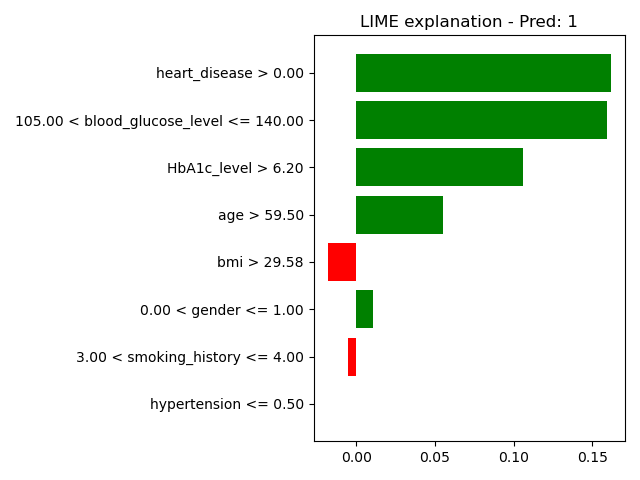 LIME explanation - Pred: 1
heart_disease > 0.00
105.00 < blood_glucose_level <= 140.00
HbA1c_level > 6.20
age > 59.50
bmi > 29.58
0.00 < gender <= 1.00
3.00 < smoking_history <= 4.00
hypertension <= 0.50
0.00 0.05 0.10 0.15